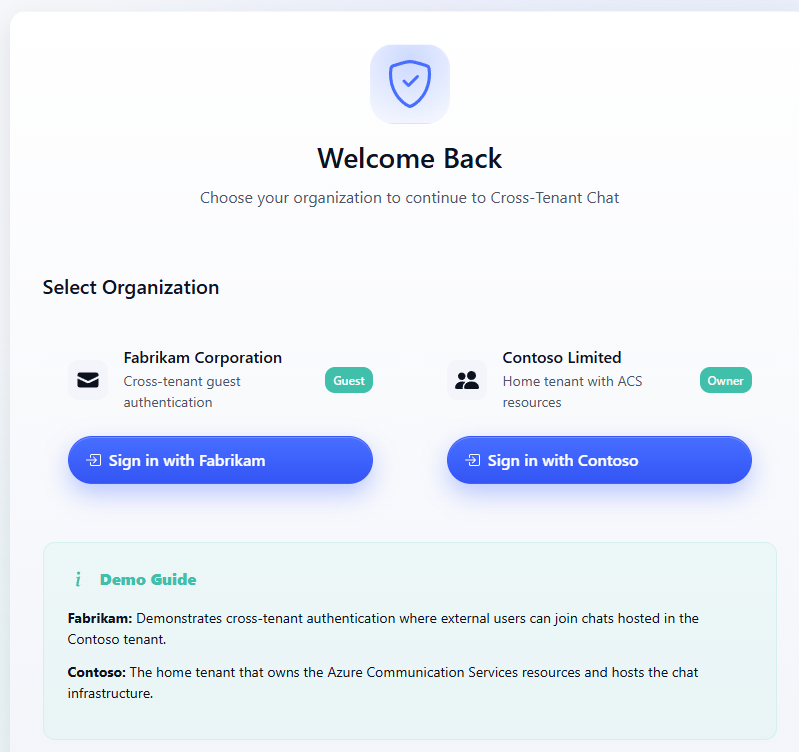 Welcome Back
Choose your organization to continue to Cross-Tenant Chat
Select Organization
Fabrikam Corporation
Cross-tenant guest
authentication
Guest
Sign in with Fabrikam
Contoso Limited
Home tenant with ACS
resources
Owner
Sign in with Contoso
i Demo Guide
Fabrikam: Demonstrates cross-tenant authentication where external users can join chats hosted in the
Contoso tenant.
Contoso: The home tenant that owns the Azure Communication Services resources and hosts the chat
infrastructure.